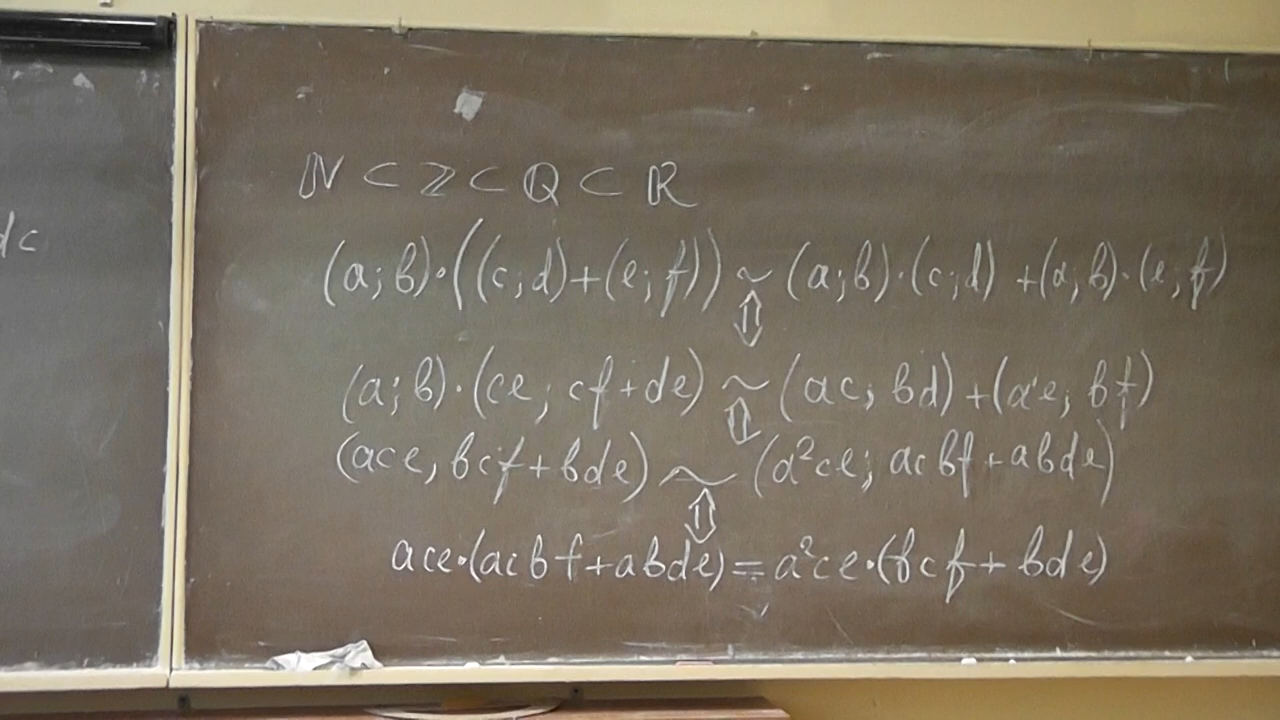 dc
ℕ ⊂ ℤ ⊂ ℚ ⊂ ℝ
(a;b)·((c;d)+(e;f)) ~ (a;b)·(c;d) +(a;b)·(e;f)
⇕
(a;b)·(ce; cf+de) ~ (ac; bd)+(ae; bf)
⇕
(ace, bcf+bde) ~ (a²ce; acbf+abde)
⇕
ace·(acbf+abde)=a²ce·(bcf+bde)